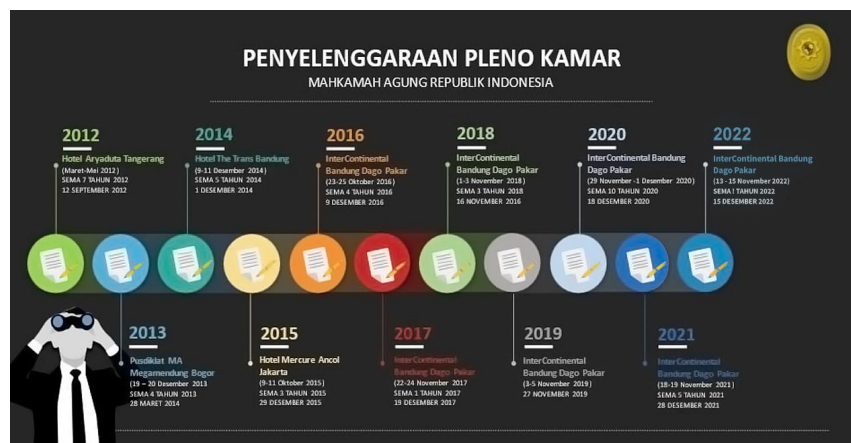 PENYELENGGARAAN PLENO KAMAR
MAHKAMAH AGUNG REPUBLIK INDONESIA
2012
Hotel Aryaduta Tangerang
(Maret-Mei 2012)
SEMA 7 TAHUN 2012
12 SEPTEMBER 2012
2014
Hotel The Trans Bandung
(9-11 Desember 2014)
SEMA 5 TAHUN 2014
1 DESEMBER 2014
2016
InterContinental
Bandung Dago Pakar
(23-25 Oktober 2016)
SEMA 4 TAHUN 2016
9 DESEMBER 2016
2018
InterContinental
Bandung Dago Pakar
(1-3 November 2018)
SEMA 3 TAHUN 2018
16 NOVEMBER 2016
2020
InterContinental Bandung
Dago Pakar
(29 November -1 Desember 2020)
SEMA 10 TAHUN 2020
18 DESEMBER 2020
2022
InterContinental Bandung
Dago Pakar
(13 - 15 November 2022)
SEMA I TAHUN 2022
15 DESEMBER 2022
2013
Pusdiklat MA
Megamendung Bogor
(19 – 20 Desember 2013
SEMA 4 TAHUN 2013
28 MARET 2014
2015
Hotel Mercure Ancol
Jakarta
(9-11 Oktober 2015)
SEMA 3 TAHUN 2015
29 DESEMBER 2015
2017
InterContinental
Bandung Dago Pakar
(22-24 November 2017
SEMA 1 TAHUN 2017
19 DESEMBER 2017
2019
InterContinental
Bandung Dago Pakar
(3-5 November 2019)
27 NOVEMBER 2019
2021
InterContinental
Bandung Dago Pakar
(18-19 November 2021)
SEMA 5 TAHUN 2021
28 DESEMBER 2021